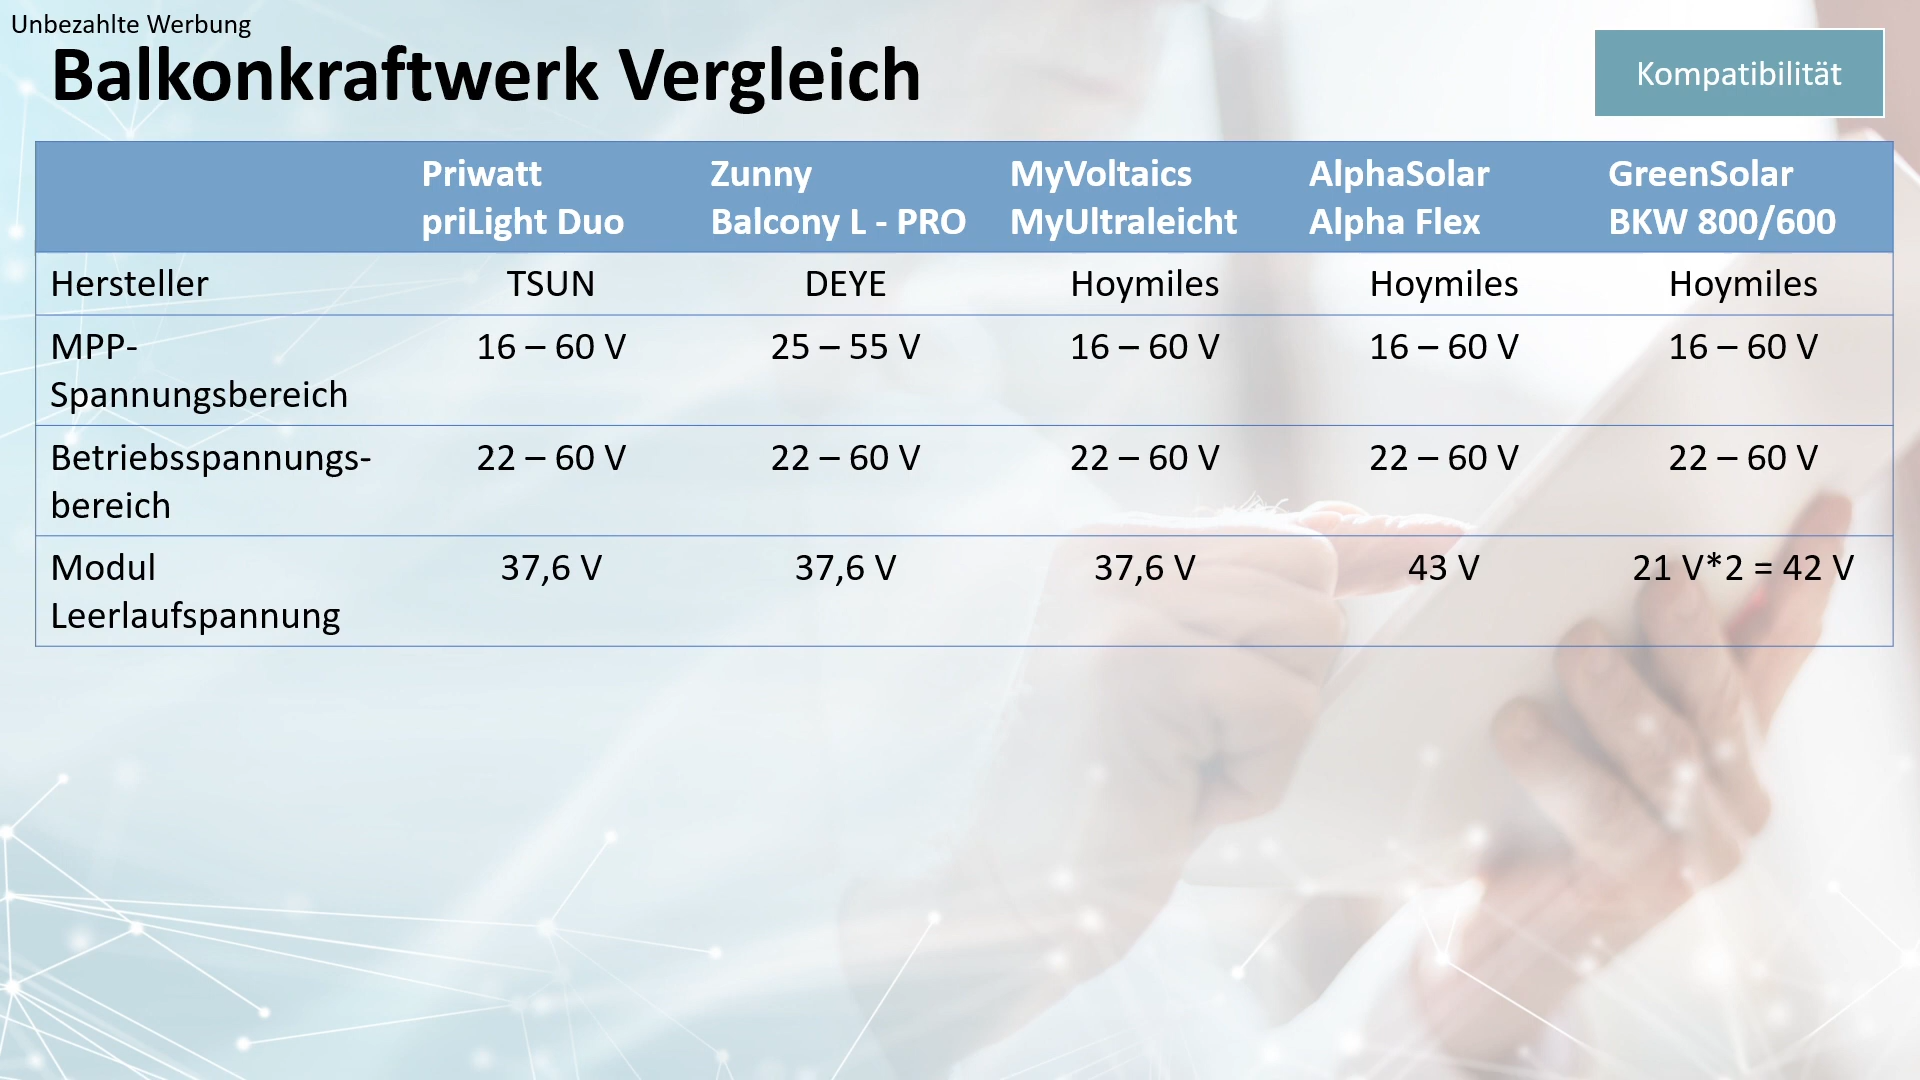 Unbezahlte Werbung
Balkonkraftwerk Vergleich
Kompatibilität
Priwatt priLight Duo
Zunny Balcony L - PRO
MyVoltaics MyUltraleicht
AlphaSolar Alpha Flex
GreenSolar BKW 800/600
Hersteller TSUN DEYE Hoymiles Hoymiles Hoymiles
MPP- 16 – 60 V 25 – 55 V 16 – 60 V 16 – 60 V 16 – 60 V
Spannungsbereich
Betriebsspannungs- 22 – 60 V 22 – 60 V 22 – 60 V 22 – 60 V 22 – 60 V
bereich
Modul 37,6 V 37,6 V 37,6 V 43 V 21 V*2 = 42 V
Leerlaufspannung